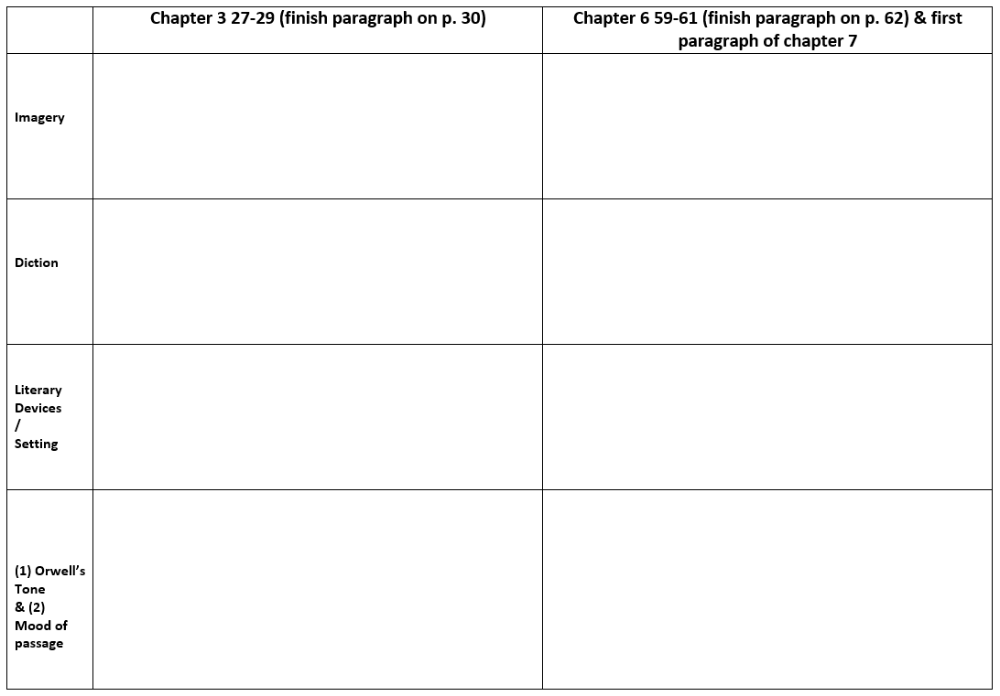 Chapter 3 27-29 (finish paragraph on p. 30)
Chapter 6 59-61 (finish paragraph on p. 62) & first
paragraph of chapter 7
Imagery
Diction
Literary
Devices
/
Setting
(1) Orwell’s
Tone
& (2)
Mood of
passage